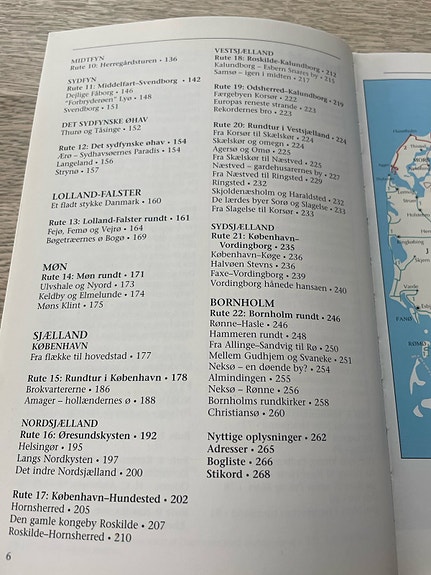 MIDTFYN
Rute 10: Herregårdsturen • 136
SYDFYN
Rute 11: Middelfart–Svendborg • 142
Dejlige Fåborg • 146
"Forbryderøen" Lyø • 148
Svendborg • 151
DET SYDFYNSKE ØHAV
Thurø og Tåsinge • 152
Rute 12: Det sydfynske øhav • 154
Ærø – Sydhavsøernes Paradis • 154
Langeland • 156
Strynø • 157
LOLLAND-FALSTER
Et fladt stykke Danmark • 160
Rute 13: Lolland-Falster rundt • 161
Fejø, Femø og Vejrø • 164
Bøgetræernes ø Bogø • 169
MØN
Rute 14: Møn rundt • 171
Ulvshale og Nyord • 173
Keldby og Elmelunde • 174
Møns Klint • 175
SJÆLLAND
KØBENHAVN
Fra flække til hovedstad • 177
Rute 15: Rundtur i København • 178
Brokvartererne • 186
Amager – hollændernes ø • 188
NORDSJÆLLAND
Rute 16: Øresundskysten • 192
Helsingør • 195
Langs Nordkysten • 197
Det indre Nordsjælland • 200
Rute 17: København–Hundested • 202
Hornsherred • 205
Den gamle kongeby Roskilde • 207
Roskilde–Hornsherred • 210
6
VESTSJÆLLAND
Rute 18: Roskilde-Kalundborg • 212
Kalundborg – Esbern Snares by • 215
Samsø – igen i midten • 217
Rute 19: Odsherred–Kalundborg • 219
Færgebyen Korsør • 222
Europas reneste strande • 223
Rekordernes bro • 223
Rute 20: Rundtur i Vestsjælland • 224
Fra Korsør til Skælskør • 224
Skælskør og omegn • 224
Agersø og Omø • 225
Fra Skælskør til Næstved • 225
Næstved – gardehusarernes by • 227
Fra Næstved til Ringsted • 229
Ringsted • 232
Skjoldenæsholm og Haraldsted • 232
De lærdes byer Sorø og Slagelse • 233
Fra Slagelse til Korsør • 233
SYDSJÆLLAND
Rute 21: København–
Vordingborg • 235
København–Køge • 236
Halvøen Stevns • 236
Faxe–Vordingborg • 239
Vordingborg hånede hansaen • 240
BORNHOLM
Rute 22: Bornholm rundt • 246
Rønne–Hasle • 246
Hammeren rundt • 248
Fra Allinge–Sandvig til Rø • 250
Mellem Gudhjem og Svaneke • 251
Neksø – en døende by? • 254
Almindingen • 255
Neksø – Rønne • 256
Bornholms rundkirker • 258
Christiansø • 260
Nyttige oplysninger • 262
Adresser • 265
Bogliste • 266
Stikord • 268
FANØ
RØMØ